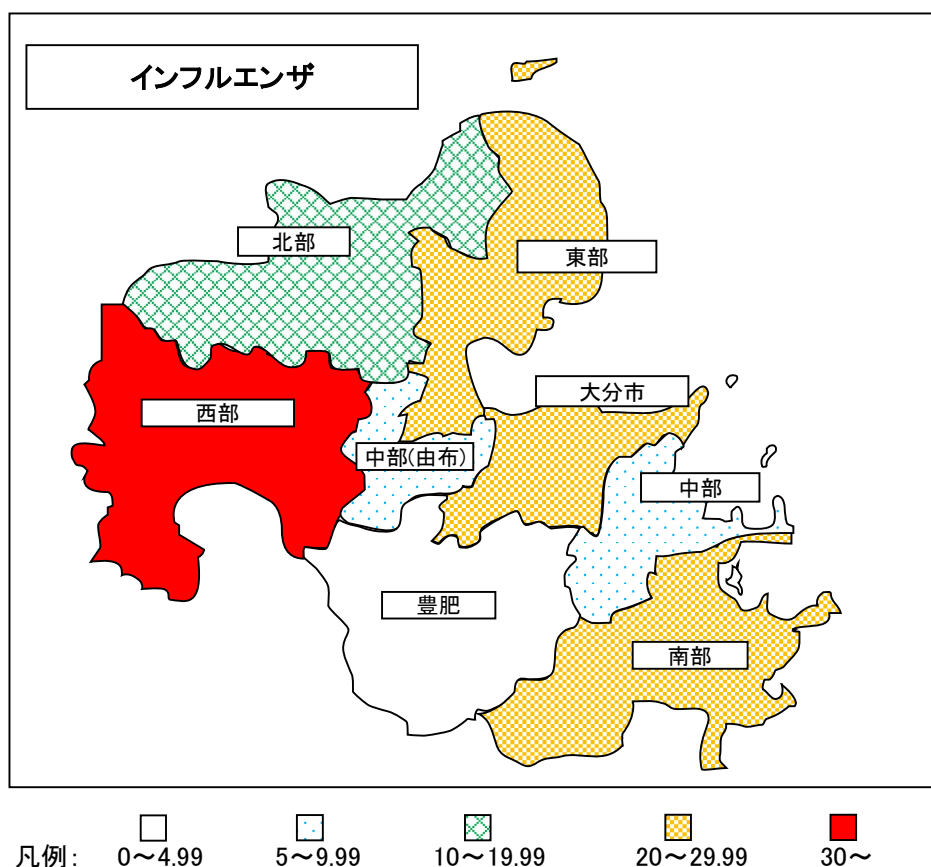 インフルエンザ
北部
東部
大分市
西部
中部(由布)
中部
豊肥
南部
凡例: 0～4.99 5～9.99 10～19.99 20～29.99 30～